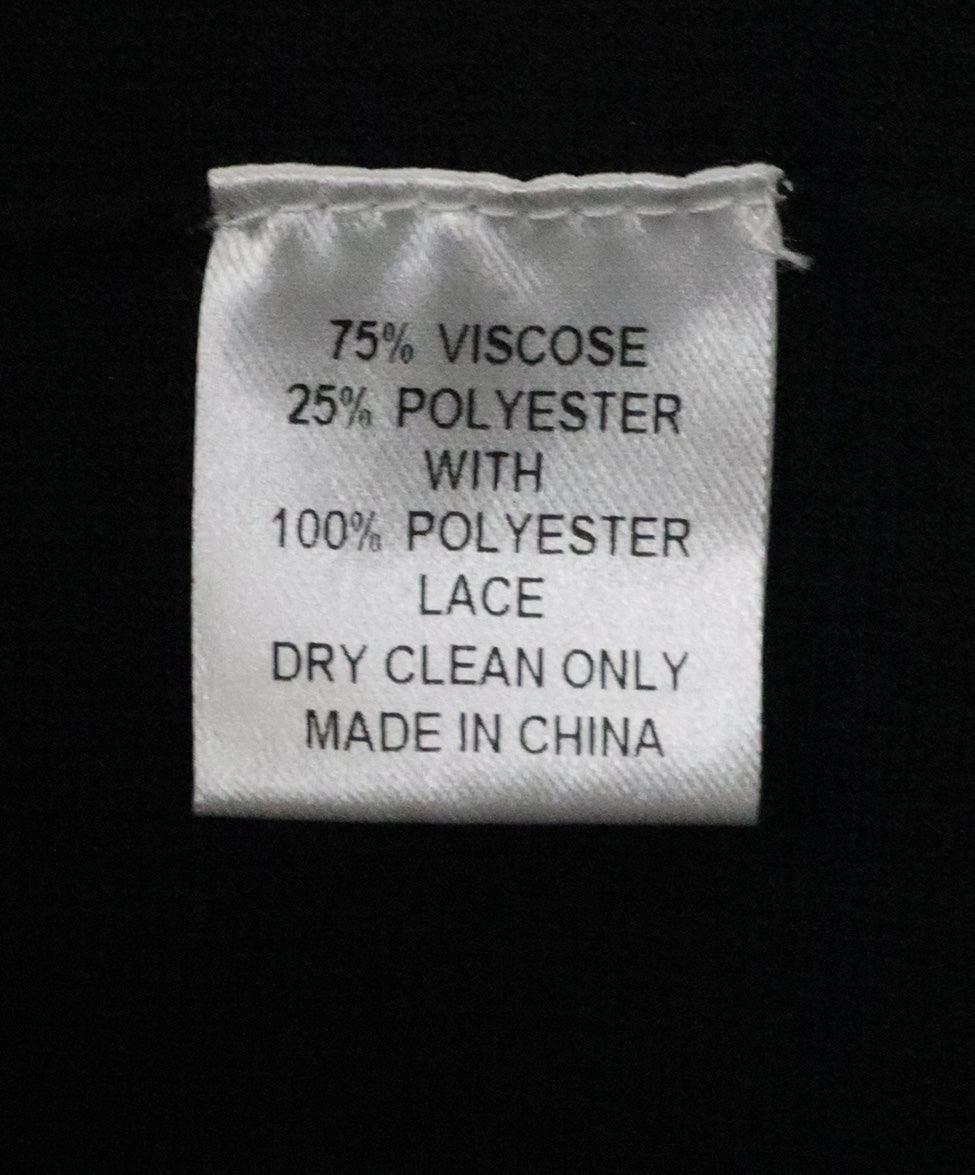 75% VISCOSE
25% POLYESTER
WITH
100% POLYESTER
LACE
DRY CLEAN ONLY
MADE IN CHINA